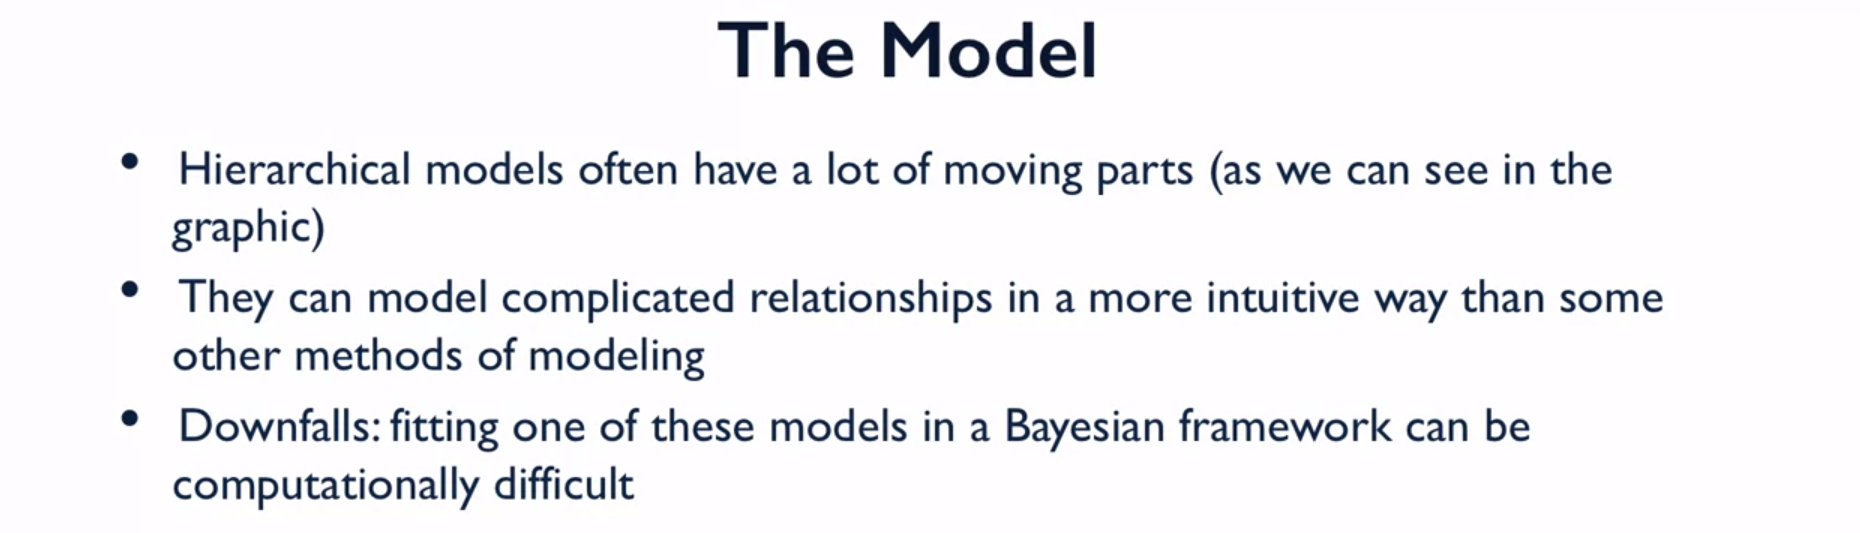 The Model
• Hierarchical models often have a lot of moving parts (as we can see in the
graphic)
• They can model complicated relationships in a more intuitive way than some
other methods of modeling
• Downfalls: fitting one of these models in a Bayesian framework can be
computationally difficult